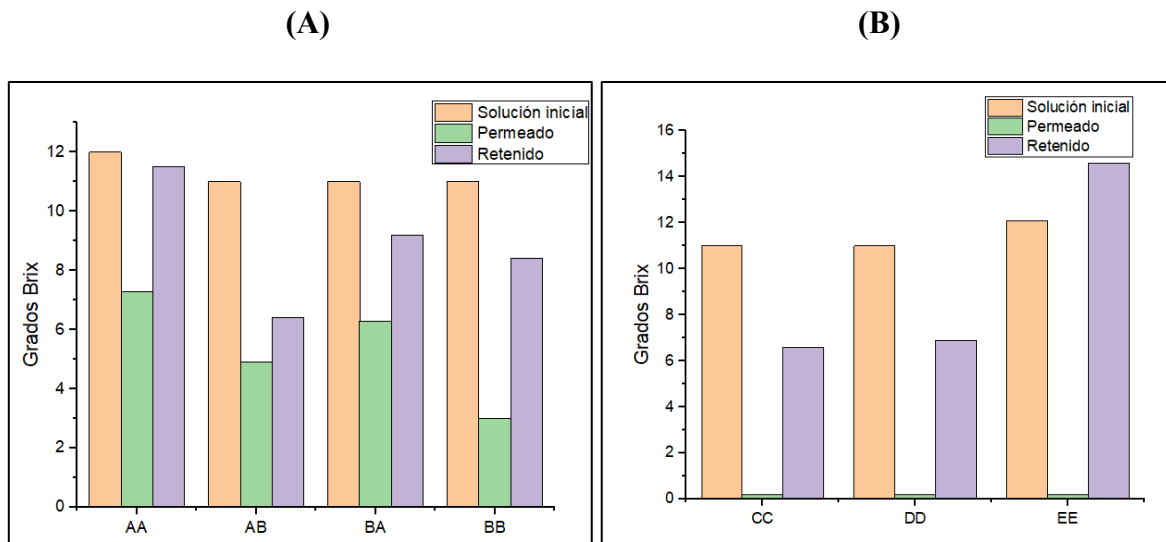 (A)
Solución inicial
Permeado
Retenido
Grados Brix
12
10
8
6
4
2
0
AA
AB
BA
BB
(B)
Solución inicial
Permeado
Retenido
Grados Brix
16
14
12
10
8
6
4
2
0
CC
DD
EE